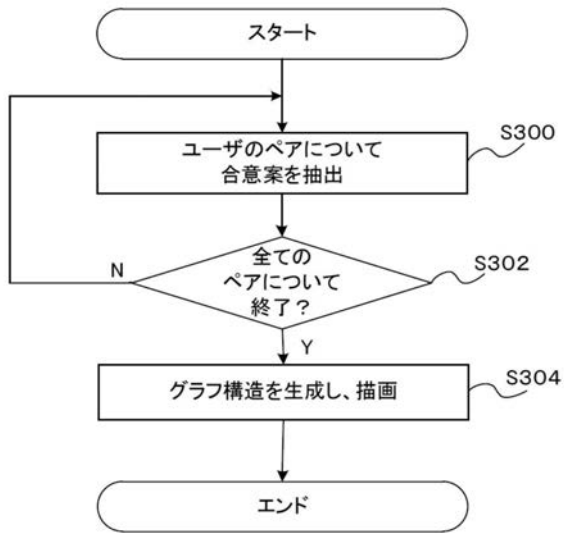 スタート
S300
ユーザのペアについて
合意案を抽出
全ての
ペアについて
終了？
N
S302
Y
グラフ構造を生成し、描画
S304
エンド